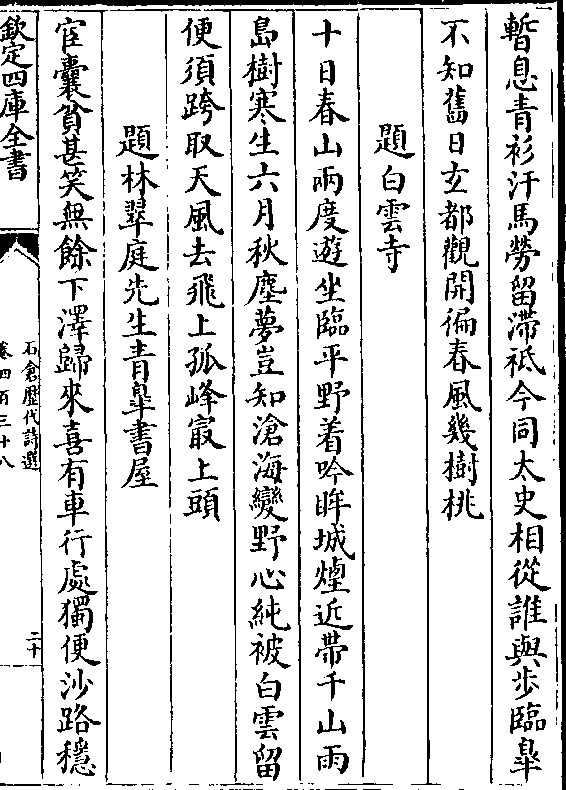 暫息青衫汗馬勞留滯祗今同太史相從誰與步臨臯
不知舊日玄都觀開徧春風幾樹桃
題白雲寺
十日春山兩度遊坐臨平野着吟眸城煙近帶千山雨
島樹寒生六月秋塵夢豈知滄海變野心純被白雲留
便須跨取天風去飛上孤峰㝡上頭
題林翠庭先生青臯書屋
宦囊貧甚笑無餘下澤歸來喜有車行處獨便沙路穩
欽定四庫全書
石倉歷代詩選
卷四百三十八
二十